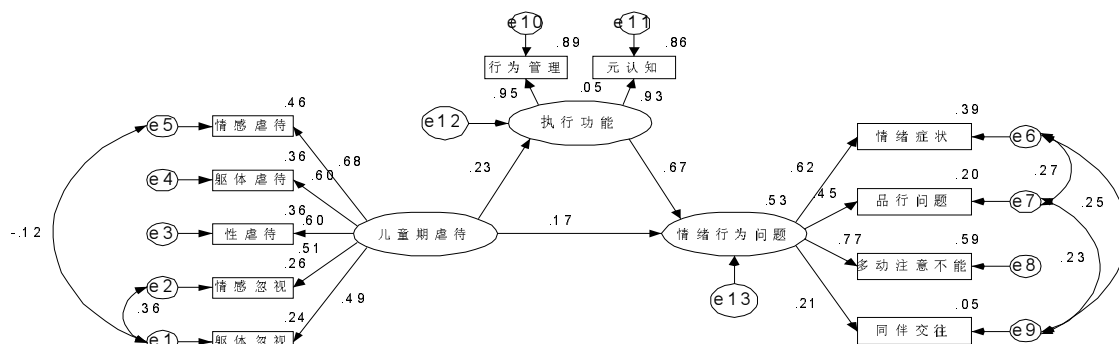 e10
e11
.89
.86
行为管理
元认知
.95
.05
.93
e12
执行功能
.46
e5
情感虐待
.39
情绪症状
e6
.36
.68
.62
.27
e4
躯体虐待
.60
.23
.67
.20
.45
品行问题
e7
.25
.36
.60
.53
e3
性虐待
儿童期虐待
.17
情绪行为问题
-.12
.51
.77
.59
.26
.23
多动注意不能
e8
e2
情感忽视
.49
.21
.36
e13
.24
.05
e1
躯体忽视
同伴交往
e9